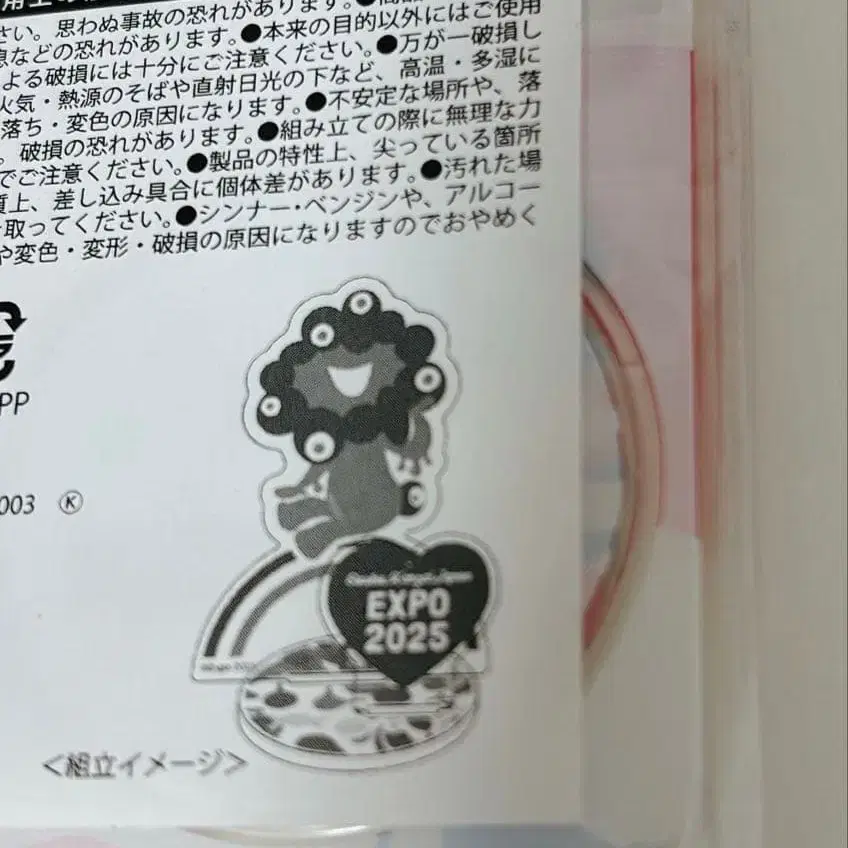 さい。思わぬ事故の恐れがあります。
息などの恐れがあります。●本来の目的以外にはご使用
よる破損には十分にご注意ください。●万が一破損し
火気・熱源のそばや直射日光の下など、高温・多湿に
落ち・変色の原因になります。●不安定な場所や、落
。破損の恐れがあります。●組み立ての際に無理な力
でご注意ください。●製品の特性上、尖っている箇所
質上、差し込み具合に個体差があります。●汚れた場
取ってください。●シンナー・ベンジンや、アルコー
や変色・変形・破損の原因になりますのでおやめく
PP
003 Ⓚ
Osaka, Kansai, Japan
EXPO
2025
<組立イメージ>